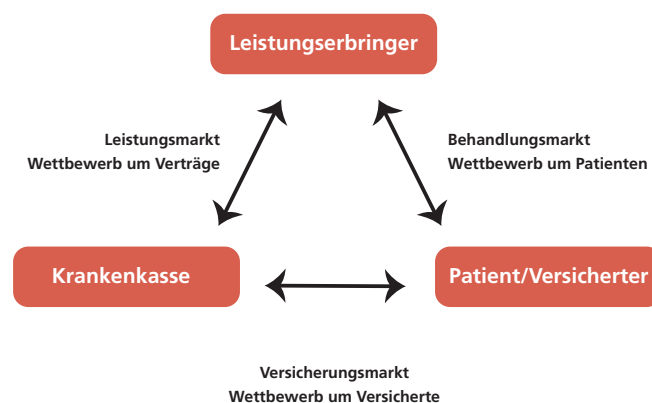 Leistungserbringer
Leistungsmarkt
Wettbewerb um Verträge
Behandlungsmarkt
Wettbewerb um Patienten
Krankenkasse
Patient/Versicherter
Versicherungsmarkt
Wettbewerb um Versicherte